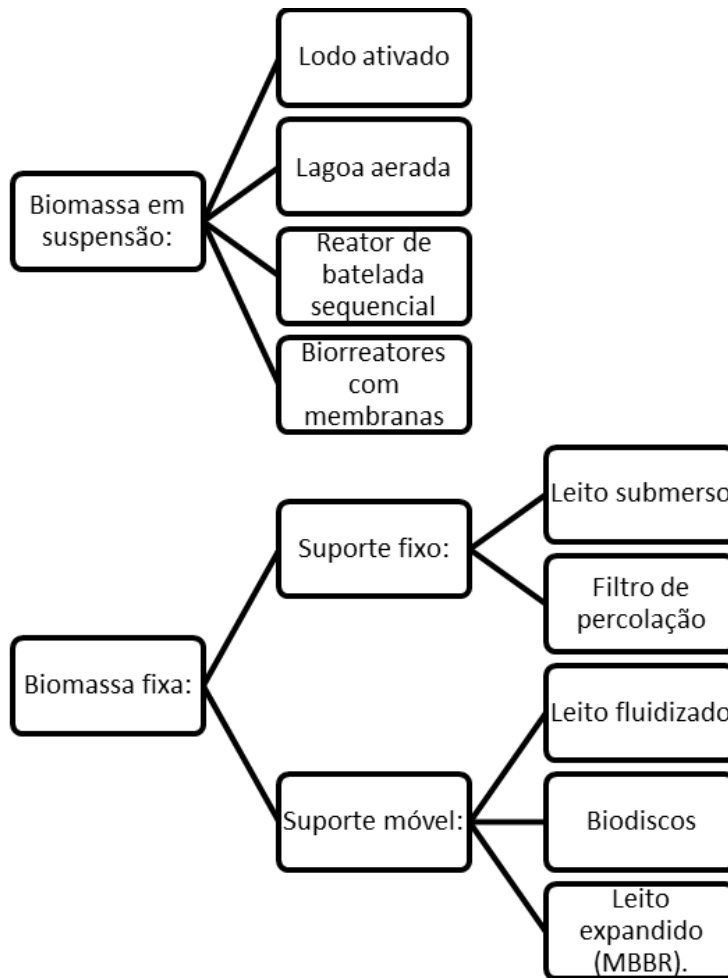 Lodo ativado
Lagoa aerada
Biomassa em
suspensão:
Reator de
batelada
sequencial
Biorreatores
com
membranas
Leito submerso
Suporte fixo:
Filtro de
percolação
Biomassa fixa:
Leito fluidizado
Suporte móvel:
Biodiscos
Leito
expandido
(MBBR).